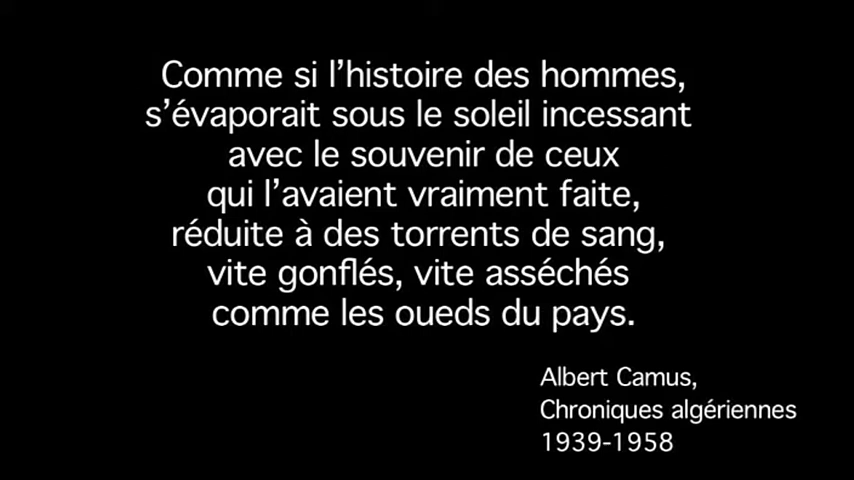 Comme si l’histoire des hommes,
s’évaporait sous le soleil incessant
avec le souvenir de ceux
qui l’avaient vraiment faite,
réduite à des torrents de sang,
vite gonflés, vite asséchés
comme les oueds du pays.
Albert Camus,
Chroniques algériennes
1939-1958